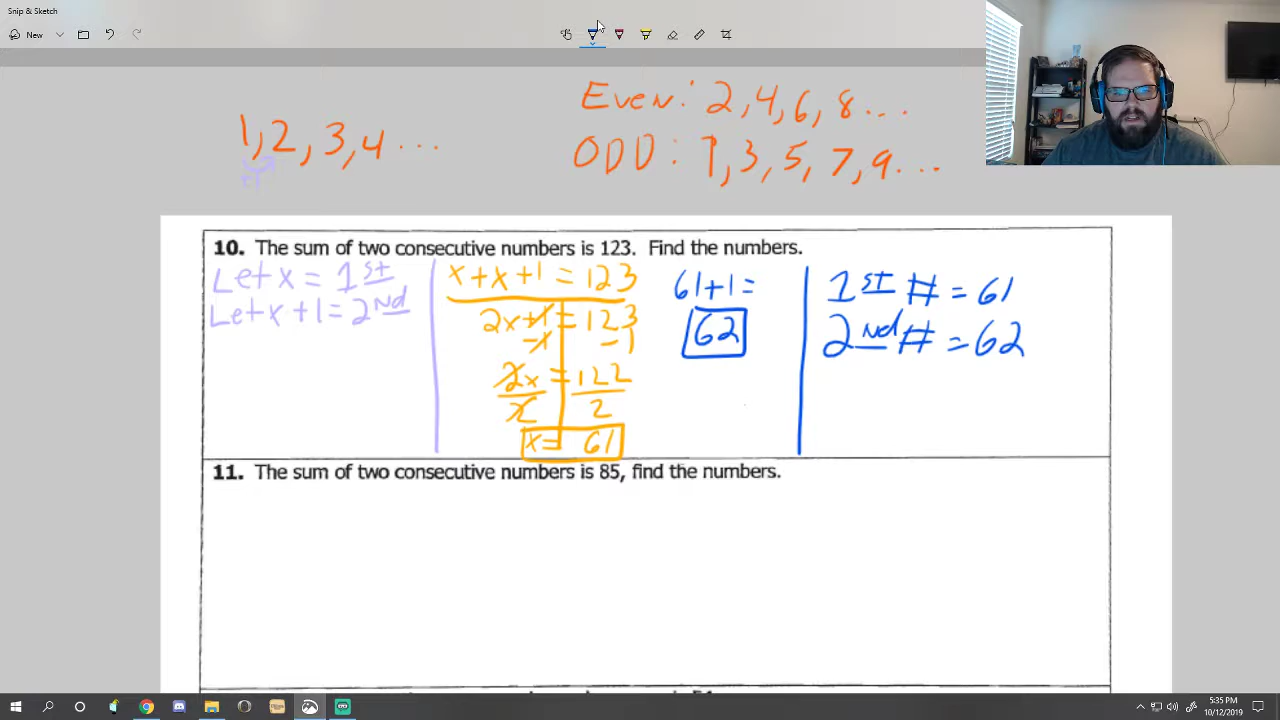 Snip & Sketch
New
Even: 2, 4, 6, 8...
1, 2, 3, 4...
ODD: 1, 3, 5, 7, 9...
+1
10. The sum of two consecutive numbers is 123. Find the numbers.
Let x = 1st
Let x + 1 = 2nd
x + x + 1 = 123
2x + 1 = 123
- 1 - 1
2x = 122
2 2
x = 61
61 + 1 =
62
1st # = 61
2nd # = 62
11. The sum of two consecutive numbers is 85, find the numbers.
5:35 PM
10/12/2019